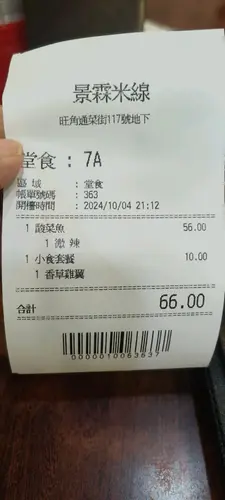 景霖米線
旺角通菜街117號地下
堂食 : 7A
區 域 : 堂食
帳單號碼 : 363
開檯時間 : 2024/10/04 21:12
1 酸菜魚 56.00
1 激 辣
1 小食套餐 10.00
1 香草雞翼
合計 66.00
0000010063637